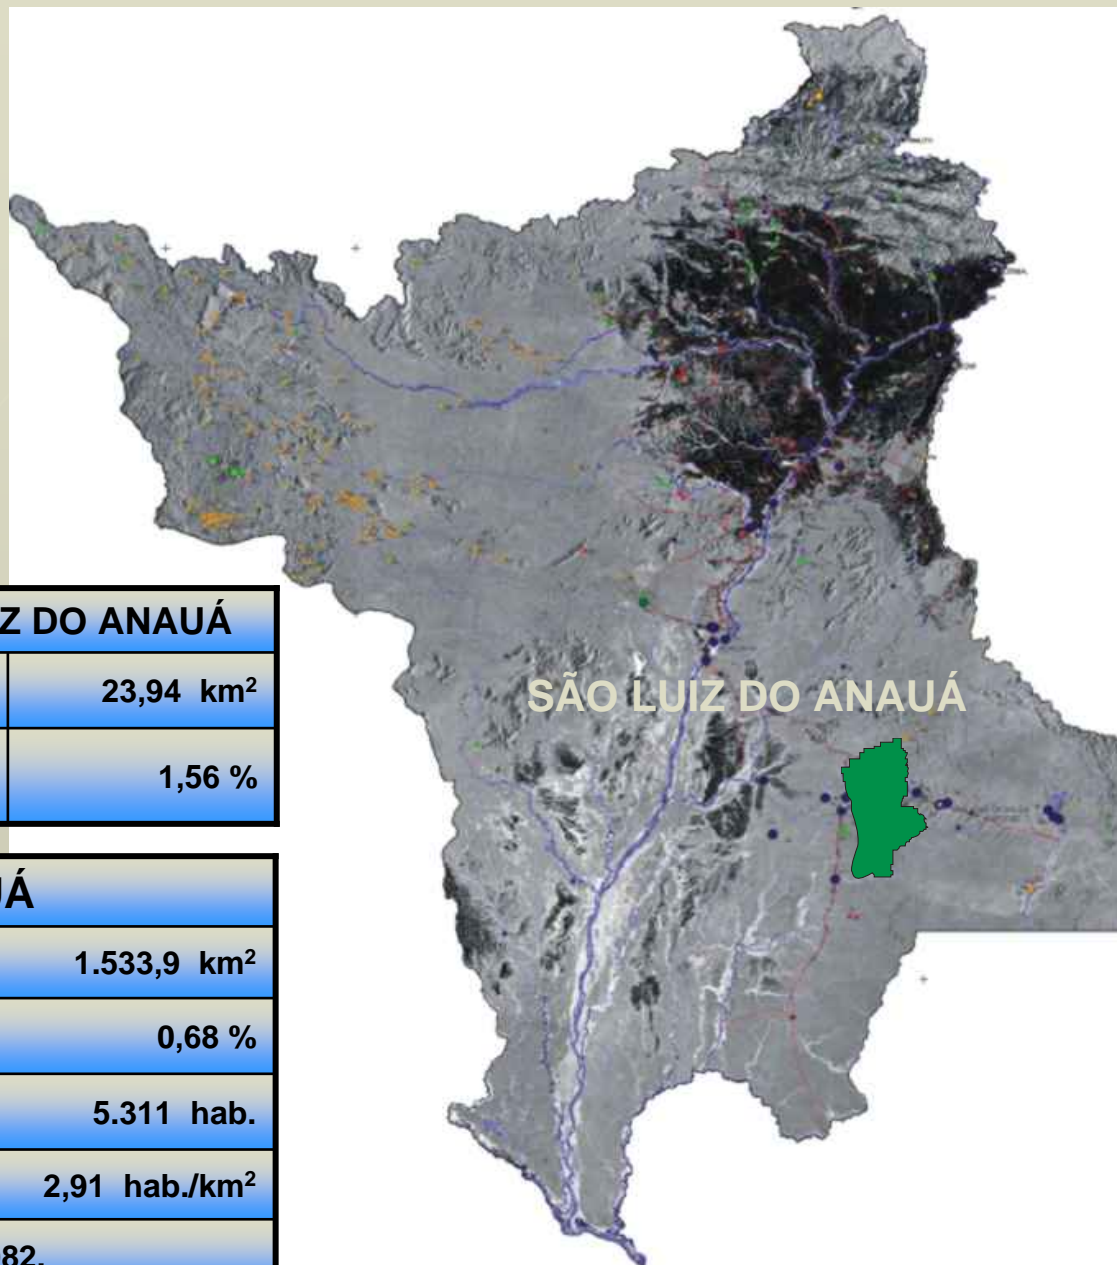 Z DO ANAUÁ
23,94 km²
1,56 %
UÁ
1.533,9 km²
0,68 %
5.311 hab.
2,91 hab./km²
82.
SÃO LUIZ DO ANAUÁ